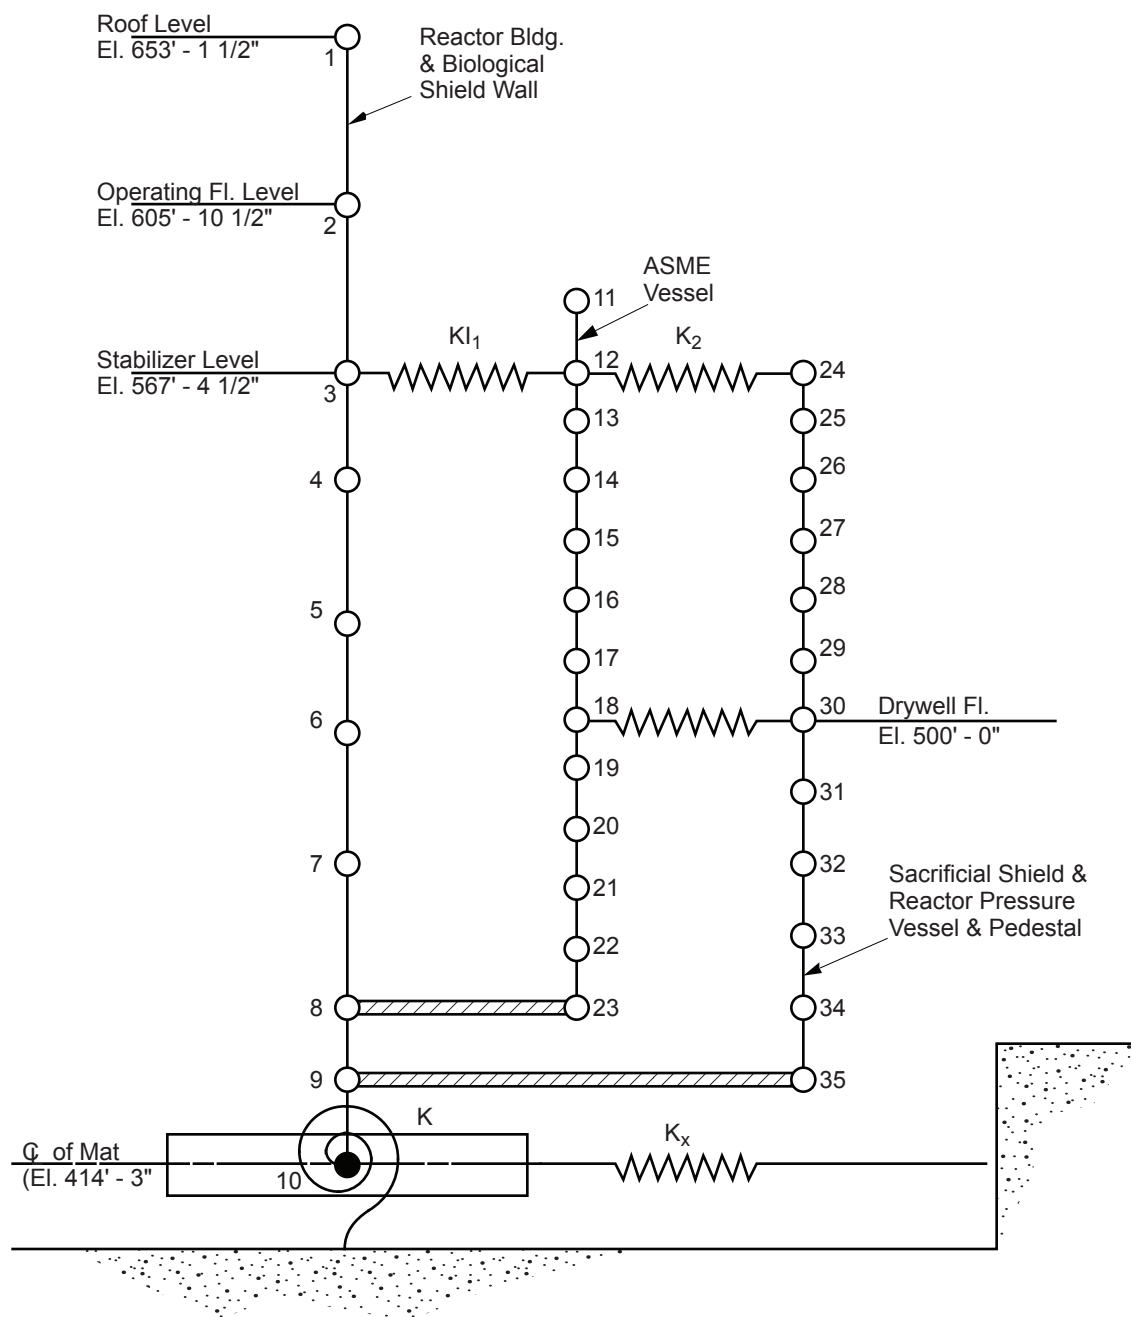 Roof Level
El. 653' - 1 1/2"
1
Reactor Bldg.
& Biological
Shield Wall
Operating Fl. Level
El. 605' - 10 1/2"
2
ASME
Vessel
11
Stabilizer Level
El. 567' - 4 1/2"
3
KI1
12
K2
24
13
25
4
14
26
15
27
5
16
28
17
29
6
18
30
Drywell Fl.
El. 500' - 0"
19
31
20
7
32
21
Sacrificial Shield &
Reactor Pressure
Vessel & Pedestal
22
33
8
23
34
9
35
K
℄ of Mat
(El. 414' - 3"
10
Kx